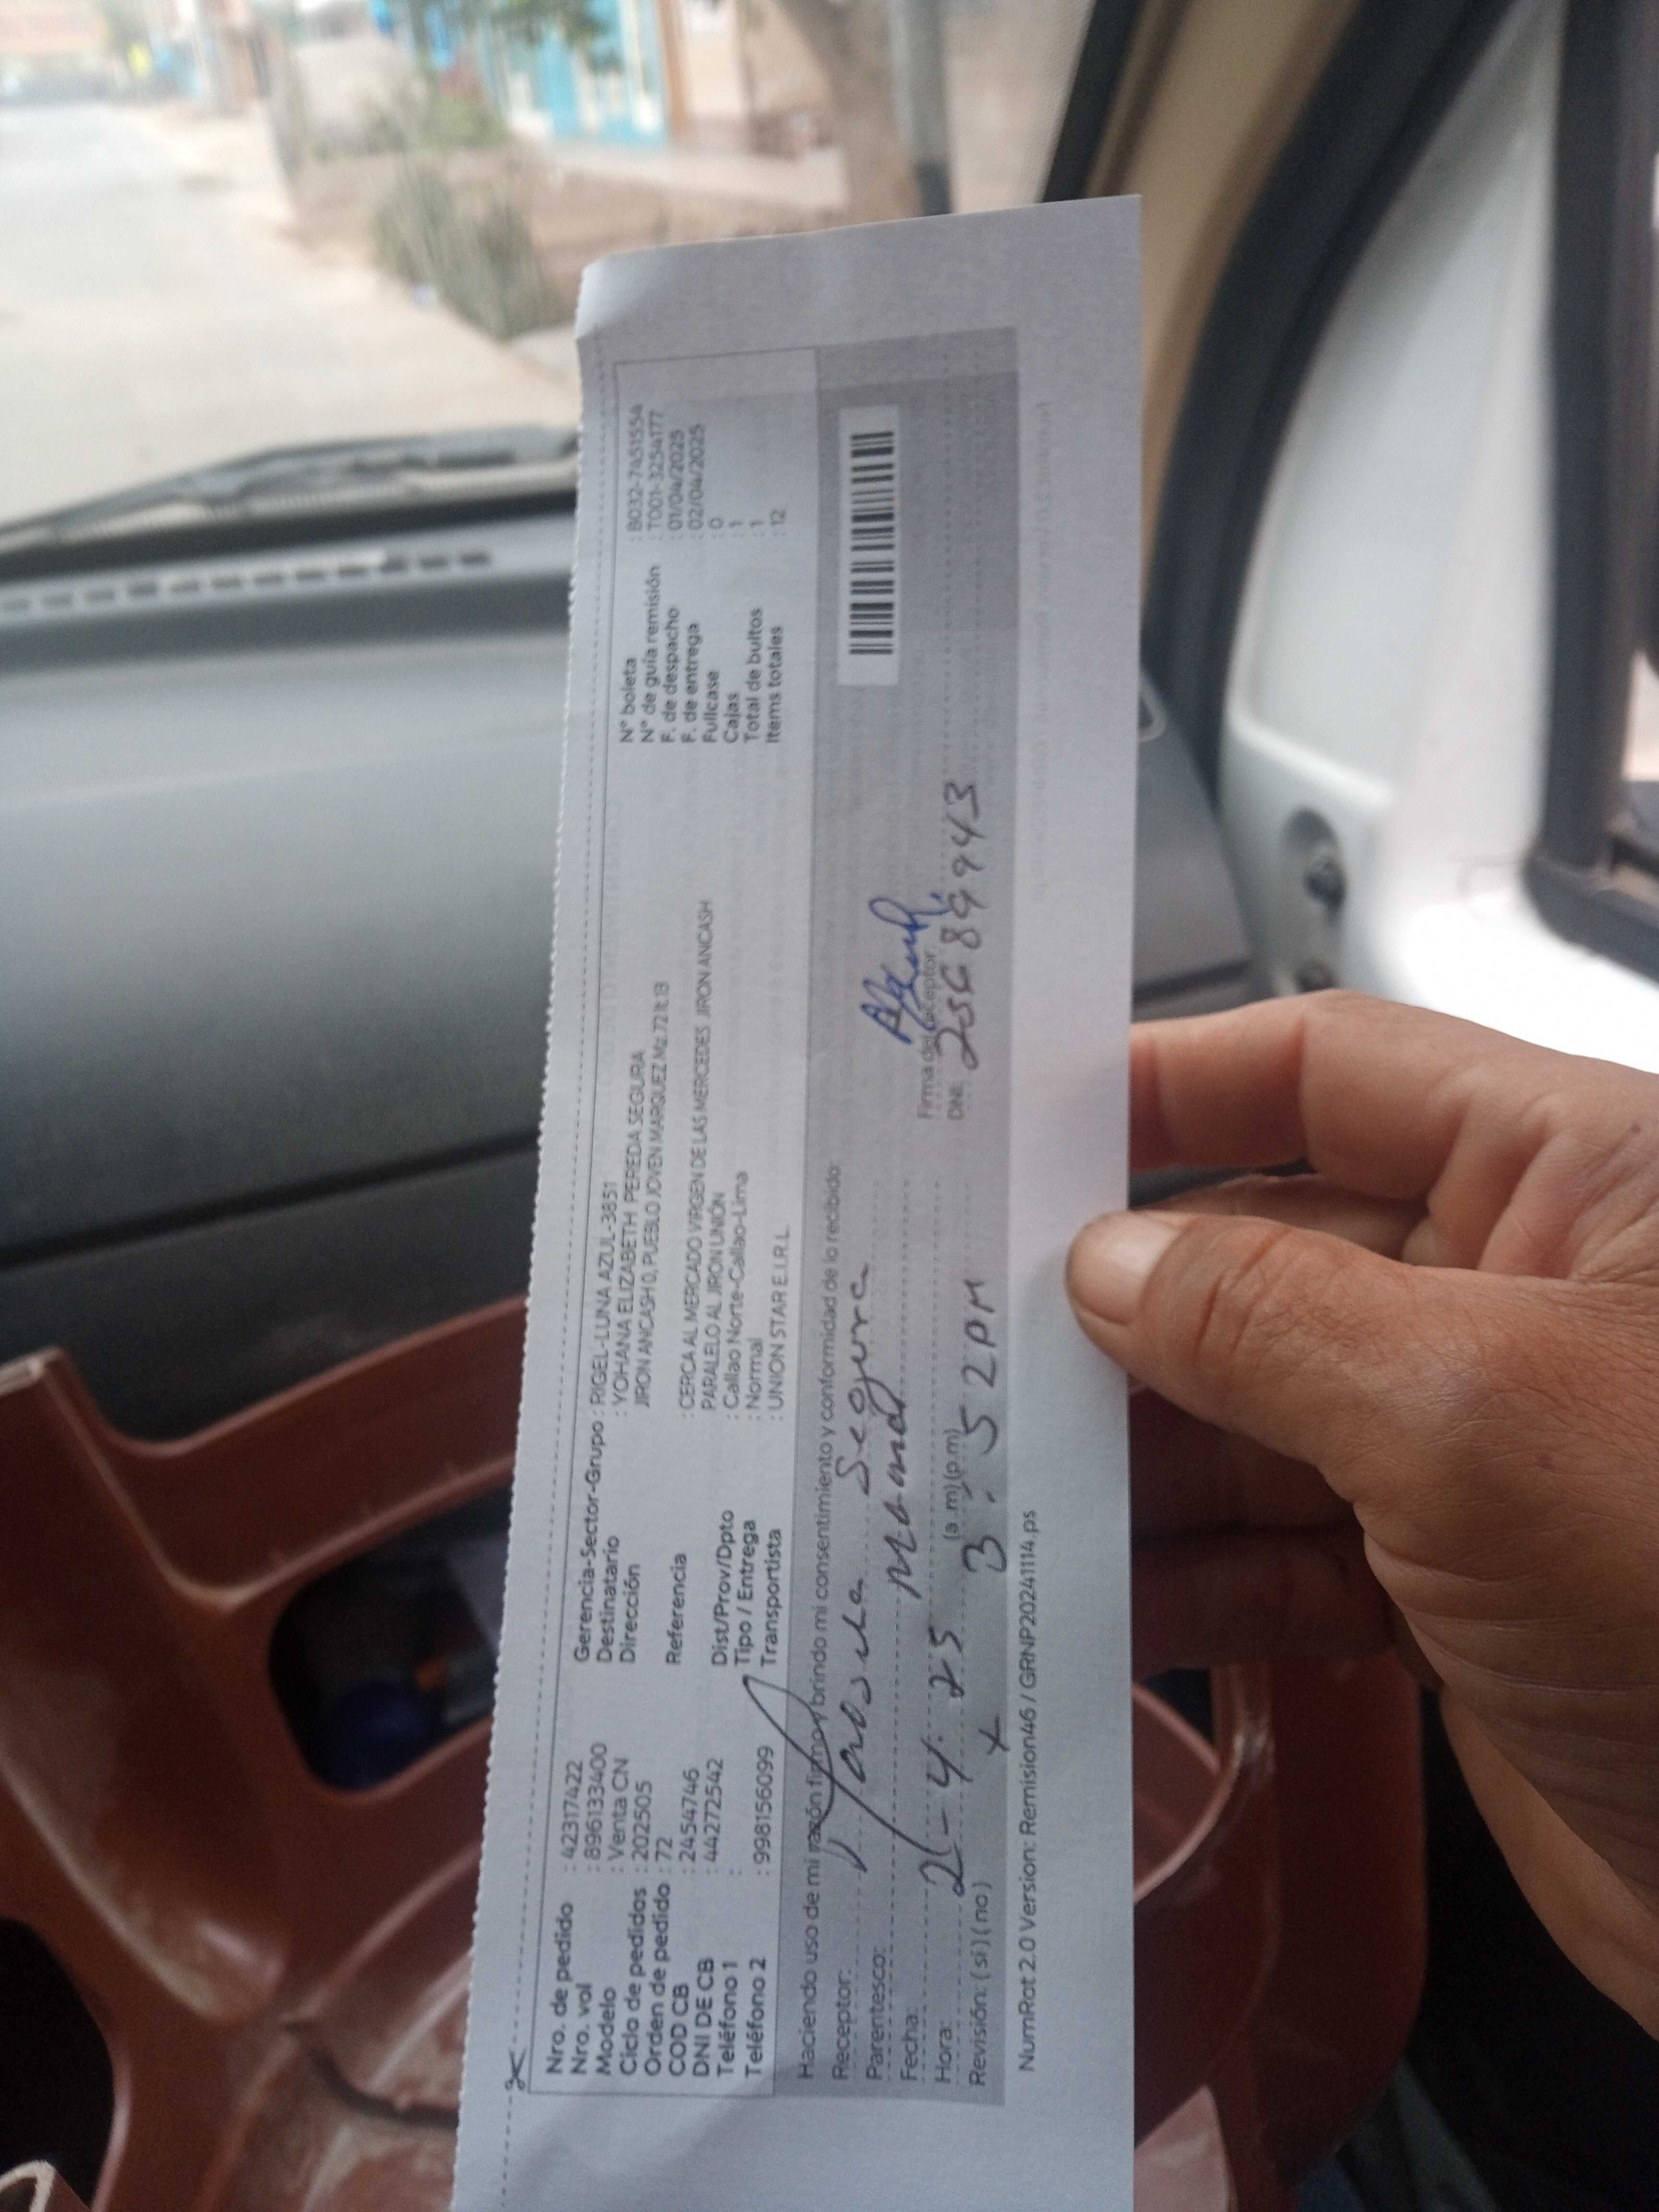 Nro. de pedido : 42317422
Nro. vol : 896133400
Modelo : Venta CN
Ciclo de pedidos : 202505
Orden de pedido : 72
COD CB : 2454746
DNI DE CB : 44272542
Teléfono 1 :
Teléfono 2 : 998156099
Gerencia-Sector-Grupo : RIGEL-LUNA AZUL-3851
Destinatario : YOHANA ELIZABETH PEREDA SEGURA
Dirección JIRON ANCASH 0, PUEBLO JOVEN MARQUEZ Mz.72 lt.13
Referencia : CERCA AL MERCADO VIRGEN DE LAS MERCEDES JIRON ANCASH
PARALELO AL JIRON UNIÓN
Dist/Prov/Dpto : Callao Norte-Callao-Lima
Tipo / Entrega : Normal
Transportista : UNION STAR E.I.R.L.
N° boleta : B032-7451554
N° de guía remisión : T001-3254177
F. de despacho : 01/04/2025
F. de entrega : 02/04/2025
Fullcase : 0
Cajas : 1
Total de bultos : 1
Items totales : 12
Haciendo uso de mi razón firmo y brindo mi consentimiento y conformidad de lo recibido:
Receptor: Segura
Parentesco: Mamá
Fecha: 2-4-25
Hora: 3:52 PM (a.m) (p.m)
Revisión: ( si ) ( no )
Firma del receptor:
DNI: 25689943
NumRot 2.0 Version: Remision46 / GRNP20241114.ps